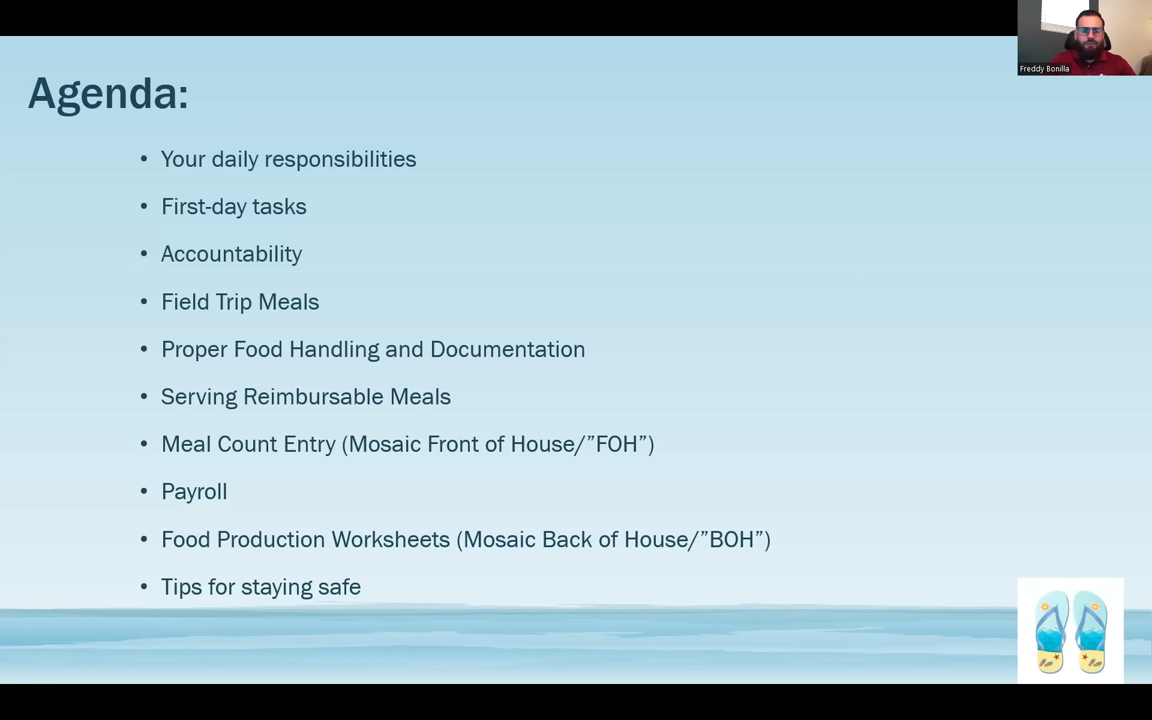 Freddy Bonilla
Agenda:
• Your daily responsibilities
• First-day tasks
• Accountability
• Field Trip Meals
• Proper Food Handling and Documentation
• Serving Reimbursable Meals
• Meal Count Entry (Mosaic Front of House/”FOH”)
• Payroll
• Food Production Worksheets (Mosaic Back of House/”BOH”)
• Tips for staying safe